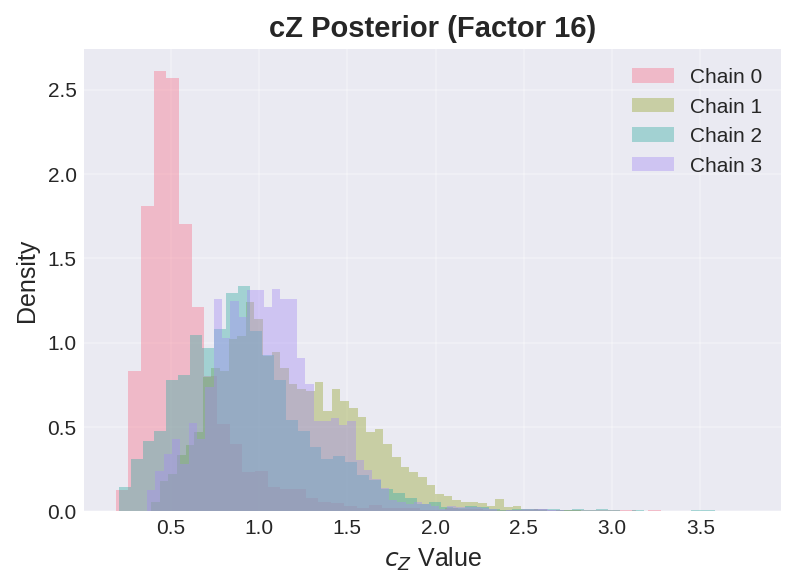 cZ Posterior (Factor 16)
Chain 0
Chain 1
Chain 2
Chain 3
Density
2.5
2.0
1.5
1.0
0.5
0.0
0.5 1.0 1.5 2.0 2.5 3.0 3.5
c_Z Value